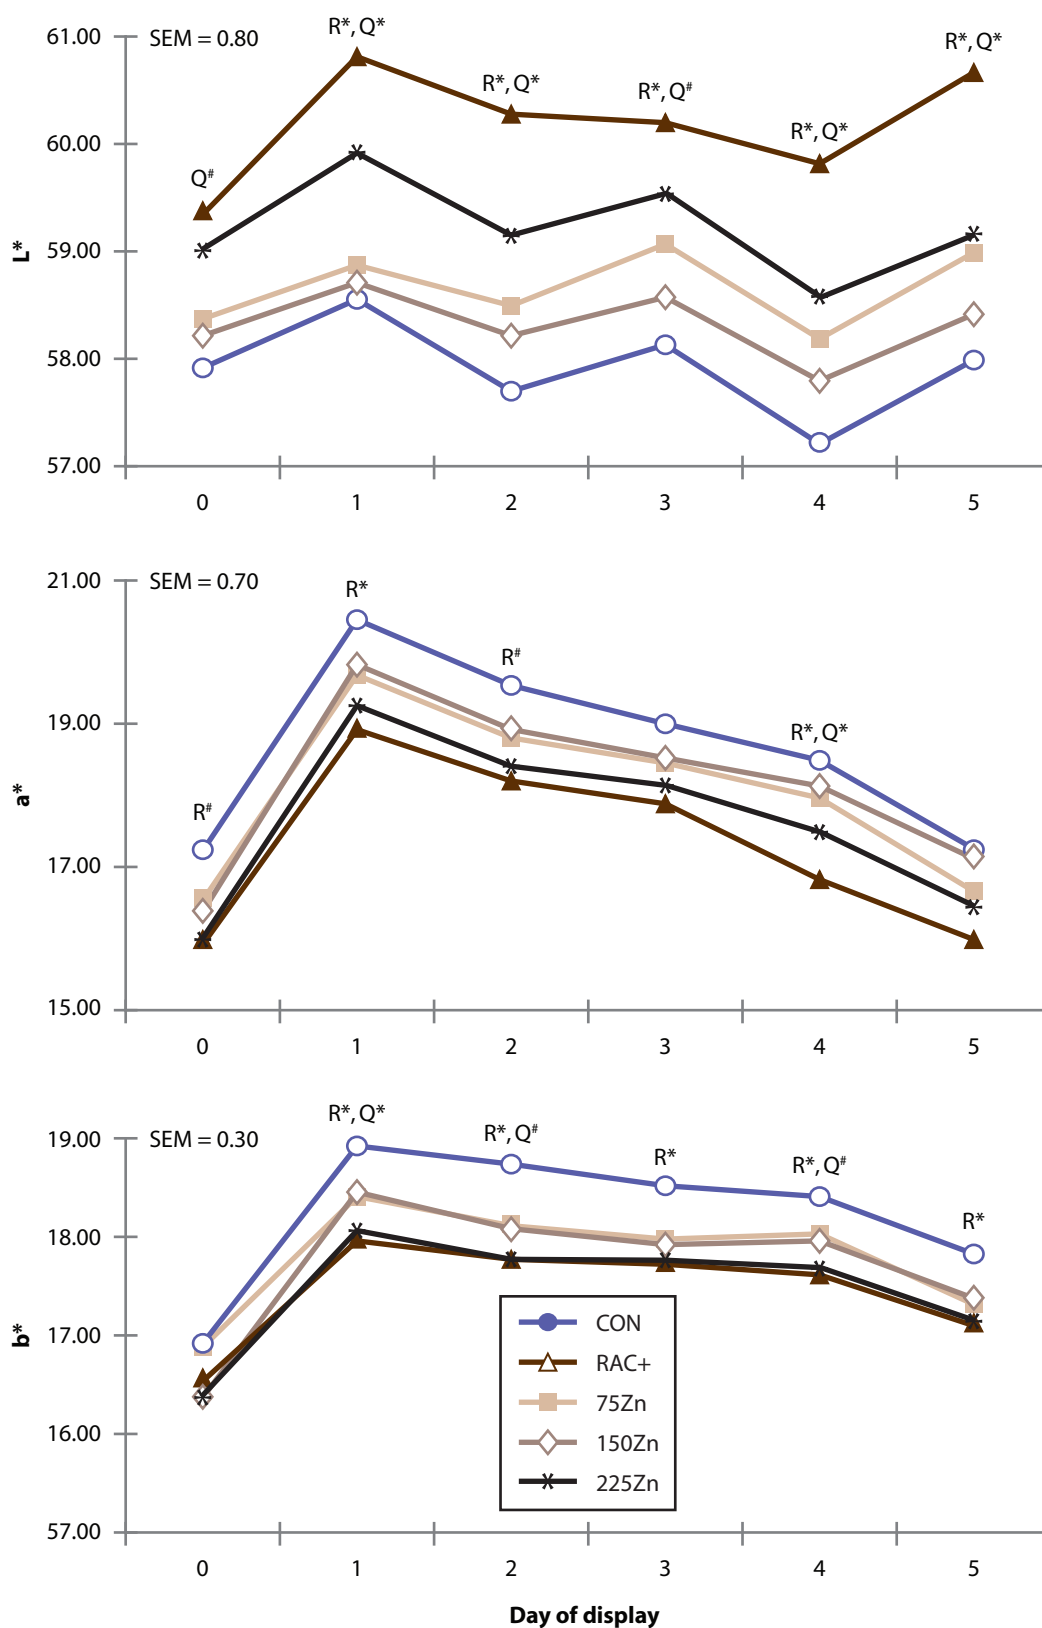 61.00
SEM = 0.80
R*, Q*
R*, Q*
R*, Q#
R*, Q*
R*, Q*
60.00
Q#
59.00
L*
58.00
57.00
0 1 2 3 4 5
21.00
SEM = 0.70
R*
R#
19.00
R*, Q*
a*
R#
17.00
15.00
0 1 2 3 4 5
R*, Q*
19.00
SEM = 0.30
R*, Q#
R*
R*, Q#
R*
18.00
b*
17.00
16.00
57.00
CON
RAC+
75Zn
150Zn
225Zn
0 1 2 3 4 5
Day of display